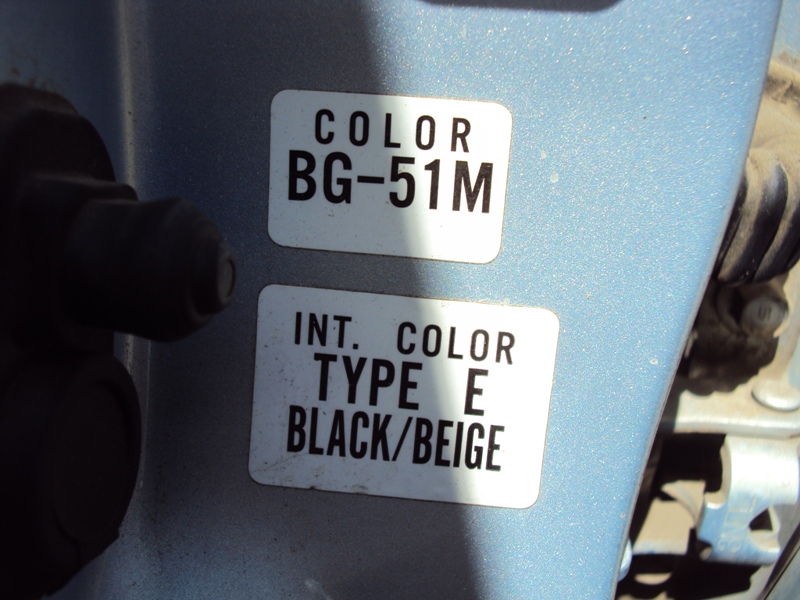 COLOR
BG-51M
INT. COLOR
TYPE E
BLACK/BEIGE